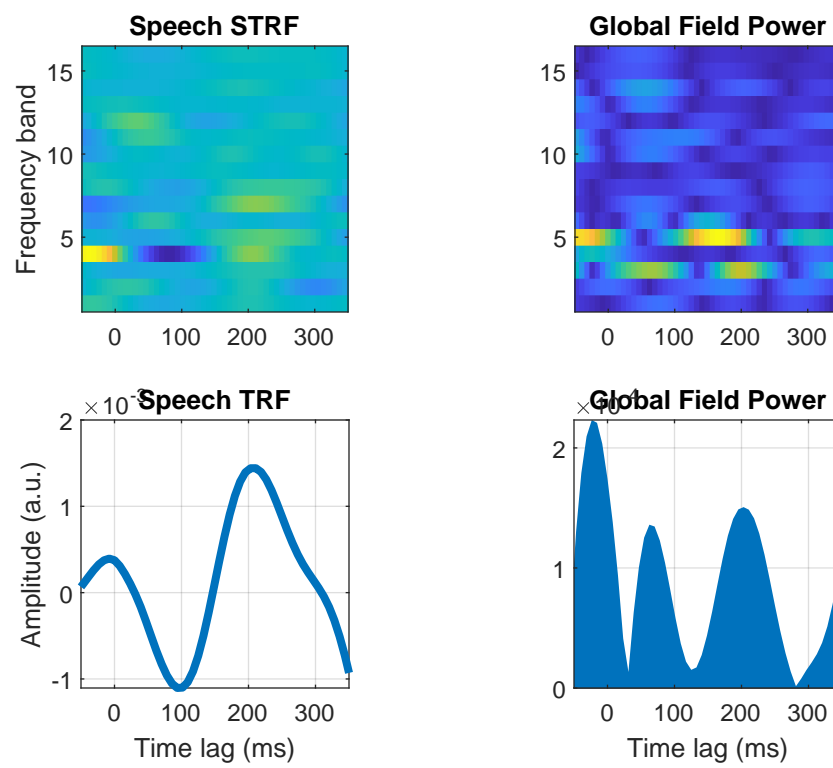 Speech STRF
Frequency band
15
10
5
0 100 200 300
Global Field Power
15
10
5
0 100 200 300
Speech TRF
× 10-3
Amplitude (a.u.)
2
1
0
-1
0 100 200 300
Time lag (ms)
Global Field Power
× 10-4
2
1
0
0 100 200 300
Time lag (ms)